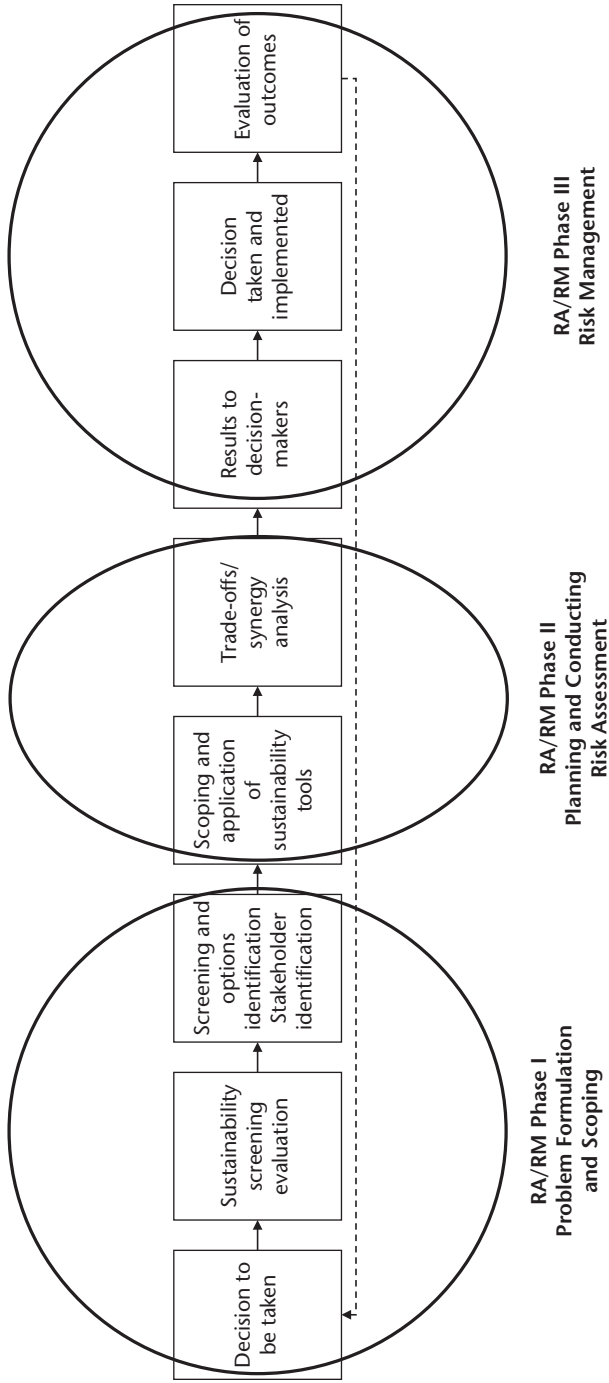 Decision to
be taken
Sustainability
screening
evaluation
Screening and
options
identification
Stakeholder
identification
Scoping and
application
of
sustainability
tools
Trade-offs/
synergy
analysis
Results to
decision-
makers
Decision
taken and
implemented
Evaluation of
outcomes
RA/RM Phase I
Problem Formulation
and Scoping
RA/RM Phase II
Planning and Conducting
Risk Assessment
RA/RM Phase III
Risk Management